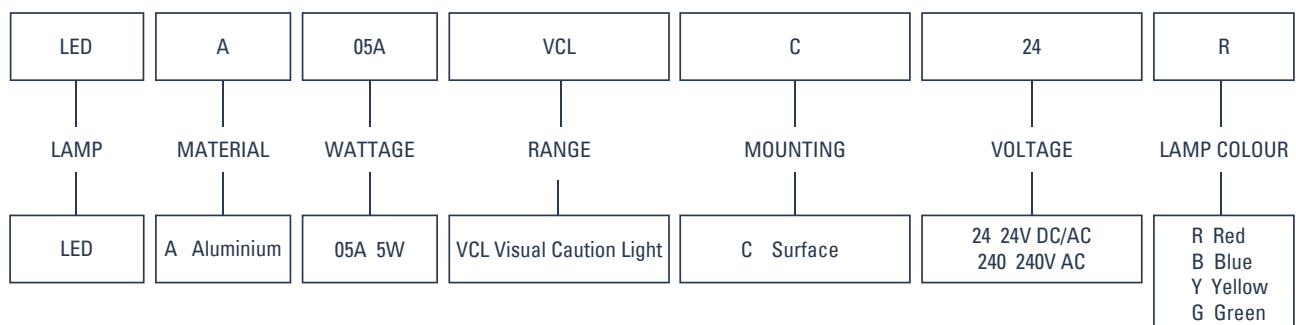 LED A 05A VCL C 24 R
LAMP MATERIAL WATTAGE RANGE MOUNTING VOLTAGE LAMP COLOUR
LED
A Aluminium
05A 5W
VCL Visual Caution Light
C Surface
24 24V DC/AC
240 240V AC
R Red
B Blue
Y Yellow
G Green